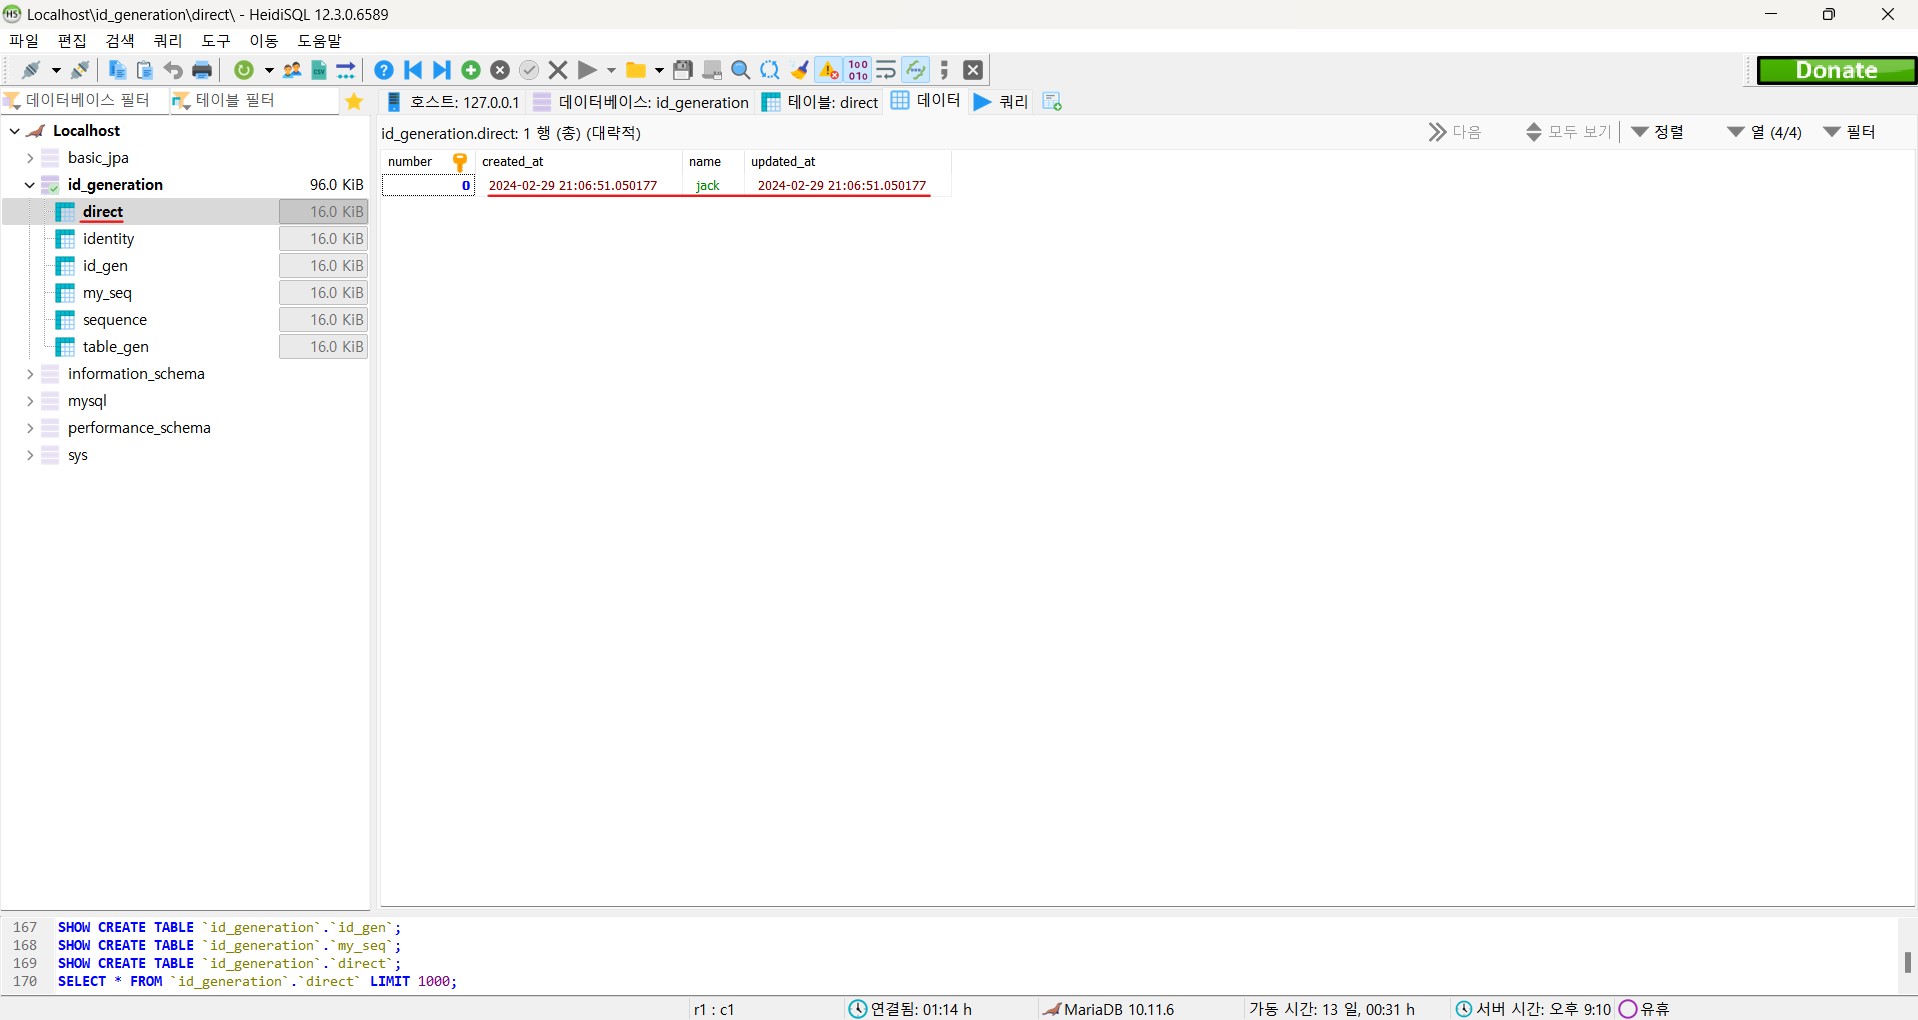 Localhost\id_generation\direct\ - HeidiSQL 12.3.0.6589
파일 편집 검색 쿼리 도구 이동 도움말
Donate
데이터베이스 필터 테이블 필터 호스트: 127.0.0.1 데이터베이스: id_generation 테이블: direct 데이터 쿼리
Localhost
basic_jpa
id_generation 96.0 KiB
direct 16.0 KiB
identity 16.0 KiB
id_gen 16.0 KiB
my_seq 16.0 KiB
sequence 16.0 KiB
table_gen 16.0 KiB
information_schema
mysql
performance_schema
sys
id_generation.direct: 1 행 (총) (대략적) 다음 모두 보기 정렬 열 (4/4) 필터
number created_at name updated_at
0 2024-02-29 21:06:51.050177 jack 2024-02-29 21:06:51.050177
167 SHOW CREATE TABLE `id_generation`.`id_gen`;
168 SHOW CREATE TABLE `id_generation`.`my_seq`;
169 SHOW CREATE TABLE `id_generation`.`direct`;
170 SELECT * FROM `id_generation`.`direct` LIMIT 1000;
r1 : c1 연결됨: 01:14 h MariaDB 10.11.6 가동 시간: 13 일, 00:31 h 서버 시간: 오후 9:10 유휴